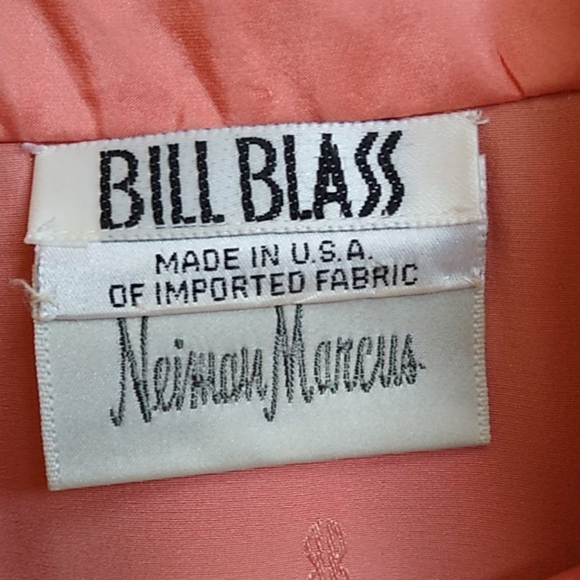 BILL BLASS
MADE IN U.S.A.
OF IMPORTED FABRIC
Neiman Marcus